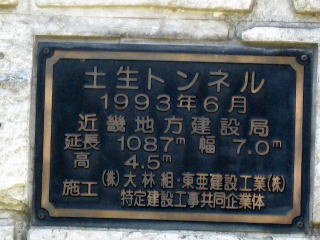 土生トンネル
1993年6月
近畿地方建設局
延長 1087m 幅 7.0m
高 4.5m
施工 (株)大林組・東亜建設工業(株)
特定建設工事共同企業体